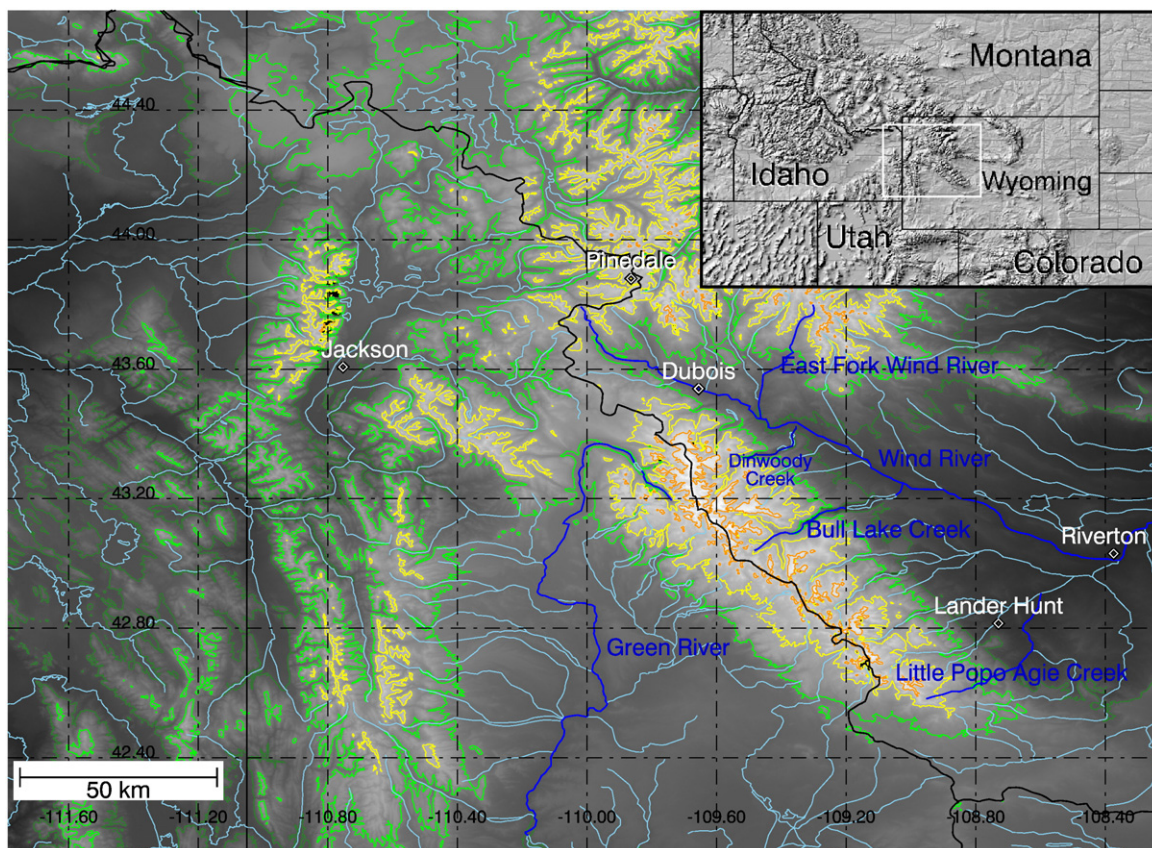 Montana
Idaho
Wyoming
Utah
Colorado
44.40
44.00
43.60
43.20
42.80
42.40
Pinedale
Jackson
Dubois
East Fork Wind River
Dinwoody
Creek
Wind River
Bull Lake Creek
Riverton
Lander Hunt
Green River
Little Popo Agie Creek
50 km
-111.60
-111.20
-110.80
-110.40
-110.00
-109.60
-109.20
-108.80
-108.40